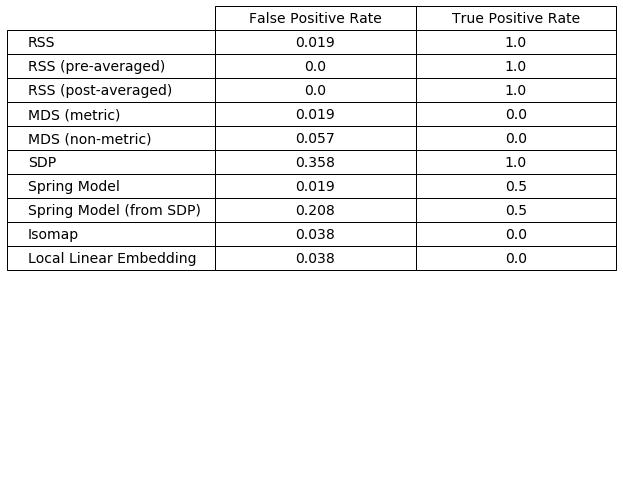 False Positive Rate True Positive Rate
RSS 0.019 1.0
RSS (pre-averaged) 0.0 1.0
RSS (post-averaged) 0.0 1.0
MDS (metric) 0.019 0.0
MDS (non-metric) 0.057 0.0
SDP 0.358 1.0
Spring Model 0.019 0.5
Spring Model (from SDP) 0.208 0.5
Isomap 0.038 0.0
Local Linear Embedding 0.038 0.0